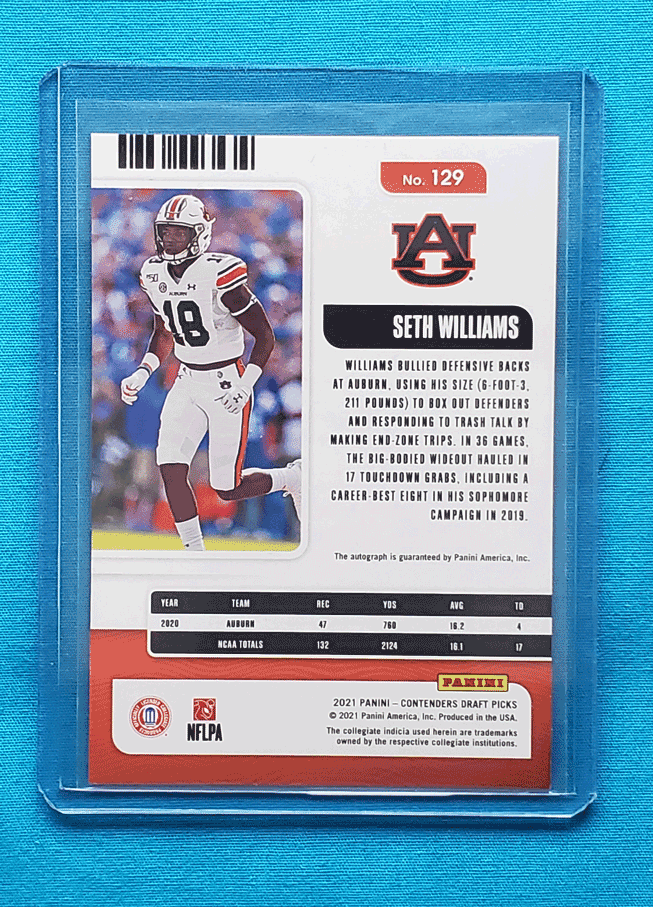 No. 129
AU
SETH WILLIAMS
WILLIAMS BULLIED DEFENSIVE BACKS
AT AUBURN, USING HIS SIZE (6-FOOT-3,
211 POUNDS) TO BOX OUT DEFENDERS
AND RESPONDING TO TRASH TALK BY
MAKING END-ZONE TRIPS. IN 36 GAMES,
THE BIG-BODIED WIDEOUT HAULED IN
17 TOUCHDOWN GRABS, INCLUDING A
CAREER-BEST EIGHT IN HIS SOPHOMORE
CAMPAIGN IN 2019.
AUBURN
18
The autograph is guaranteed by Panini America, Inc.
YEAR TEAM REC YDS AVG TD
2020 AUBURN 47 760 16.2 4
NCAA TOTALS 132 2124 16.1 17
PANINI
2021 PANINI – CONTENDERS DRAFT PICKS
© 2021 Panini America, Inc. Produced in the USA.
The collegiate indicia used herein are trademarks
owned by the respective collegiate institutions.
NFLPA